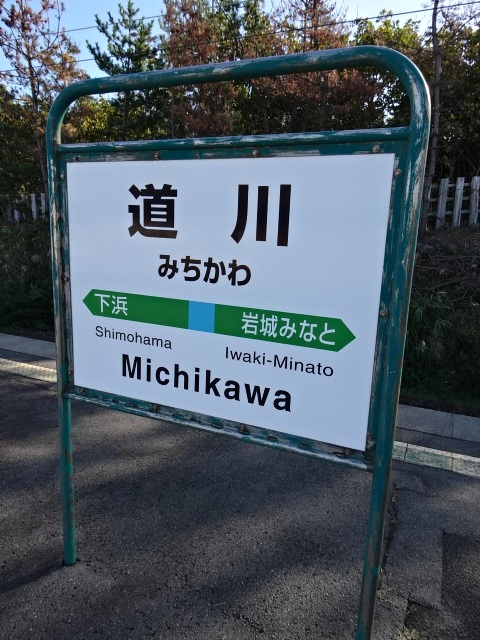 道川
みちかわ
下浜 岩城みなと
Shimohama Iwaki-Minato
Michikawa